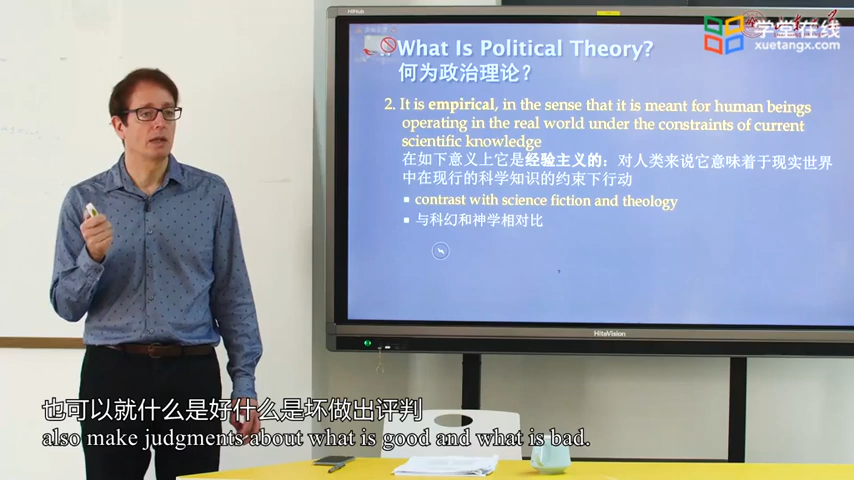 HitHub
学堂在线
xuetangx.com
What Is Political Theory?
何为政治理论？
2. It is empirical, in the sense that it is meant for human beings
operating in the real world under the constraints of current
scientific knowledge
在如下意义上它是经验主义的：对人类来说它意味着于现实世界
中在现行的科学知识的约束下行动
contrast with science fiction and theology
与科幻和神学相对比
HitsVision
也可以就什么是好什么是坏做出评判
also make judgments about what is good and what is bad.